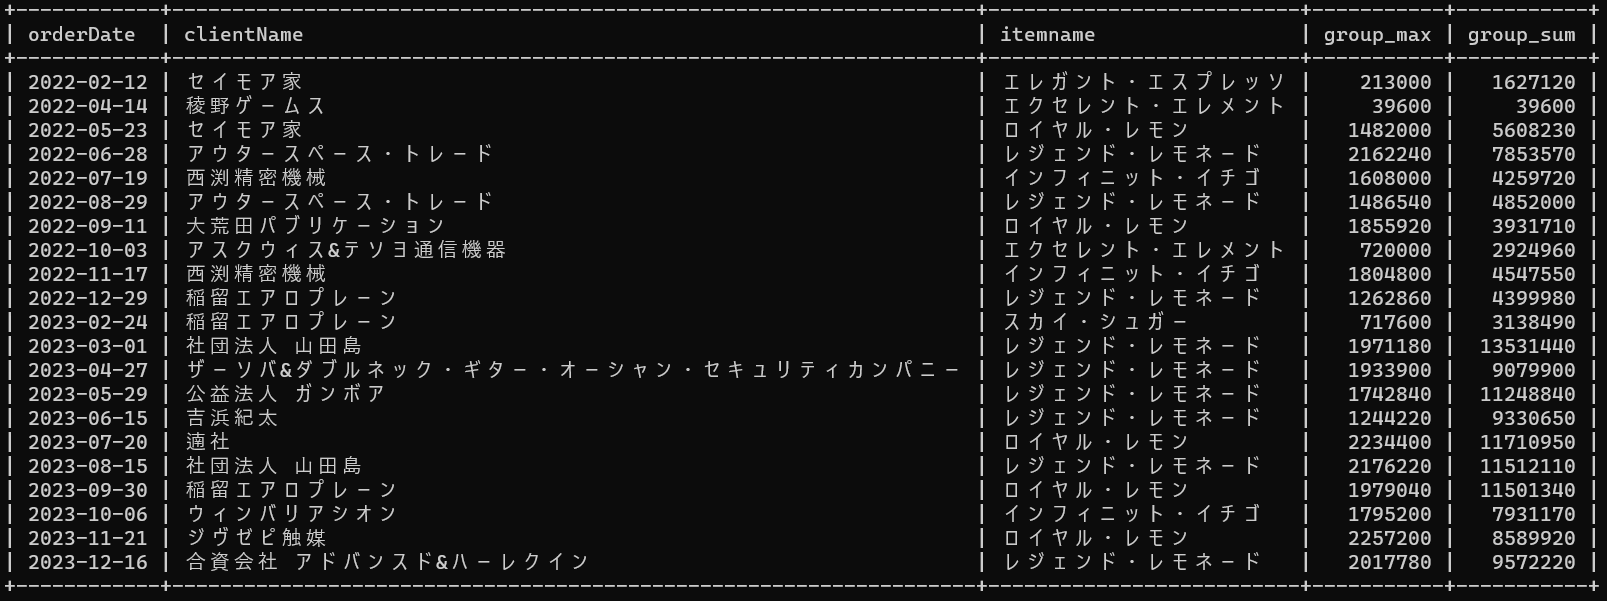 +------------+--------------------------------------------------------------------+--------------------------+-----------+-----------+
| orderDate | clientName | itemname | group_max | group_sum |
+------------+--------------------------------------------------------------------+--------------------------+-----------+-----------+
| 2022-02-12 | セイモア家 | エレガント・エスプレッソ | 213000 | 1627120 |
| 2022-04-14 | 稜野ゲームス | エクセレント・エレメント | 39600 | 39600 |
| 2022-05-23 | セイモア家 | ロイヤル・レモン | 1482000 | 5608230 |
| 2022-06-28 | アウタースペース・トレード | レジェンド・レモネード | 2162240 | 7853570 |
| 2022-07-19 | 西渕精密機械 | インフィニット・イチゴ | 1608000 | 4259720 |
| 2022-08-29 | アウタースペース・トレード | レジェンド・レモネード | 1486540 | 4852000 |
| 2022-09-11 | 大荒田パブリケーション | ロイヤル・レモン | 1855920 | 3931710 |
| 2022-10-03 | アスクウィス&テソヨ通信機器 | エクセレント・エレメント | 720000 | 2924960 |
| 2022-11-17 | 西渕精密機械 | インフィニット・イチゴ | 1804800 | 4547550 |
| 2022-12-29 | 稲留エアロプレーン | レジェンド・レモネード | 1262860 | 4399980 |
| 2023-02-24 | 稲留エアロプレーン | スカイ・シュガー | 717600 | 3138490 |
| 2023-03-01 | 社団法人 山田島 | レジェンド・レモネード | 1971180 | 13531440 |
| 2023-04-27 | ザーソバ&ダブルネック・ギター・オーシャン・セキュリティカンパニー | レジェンド・レモネード | 1933900 | 9079900 |
| 2023-05-29 | 公益法人 ガンボア | レジェンド・レモネード | 1742840 | 11248840 |
| 2023-06-15 | 吉浜紀太 | レジェンド・レモネード | 1244220 | 9330650 |
| 2023-07-20 | 社 | ロイヤル・レモン | 2234400 | 11710950 |
| 2023-08-15 | 社団法人 山田島 | レジェンド・レモネード | 2176220 | 11512110 |
| 2023-09-30 | 稲留エアロプレーン | ロイヤル・レモン | 1979040 | 11501340 |
| 2023-10-06 | ウィンバリアシオン | インフィニット・イチゴ | 1795200 | 7931170 |
| 2023-11-21 | ジヴゼピ触媒 | ロイヤル・レモン | 2257200 | 8589920 |
| 2023-12-16 | 合資会社 アドバンスド&ハーレクイン | レジェンド・レモネード | 2017780 | 9572220 |
+------------+--------------------------------------------------------------------+--------------------------+-----------+-----------+